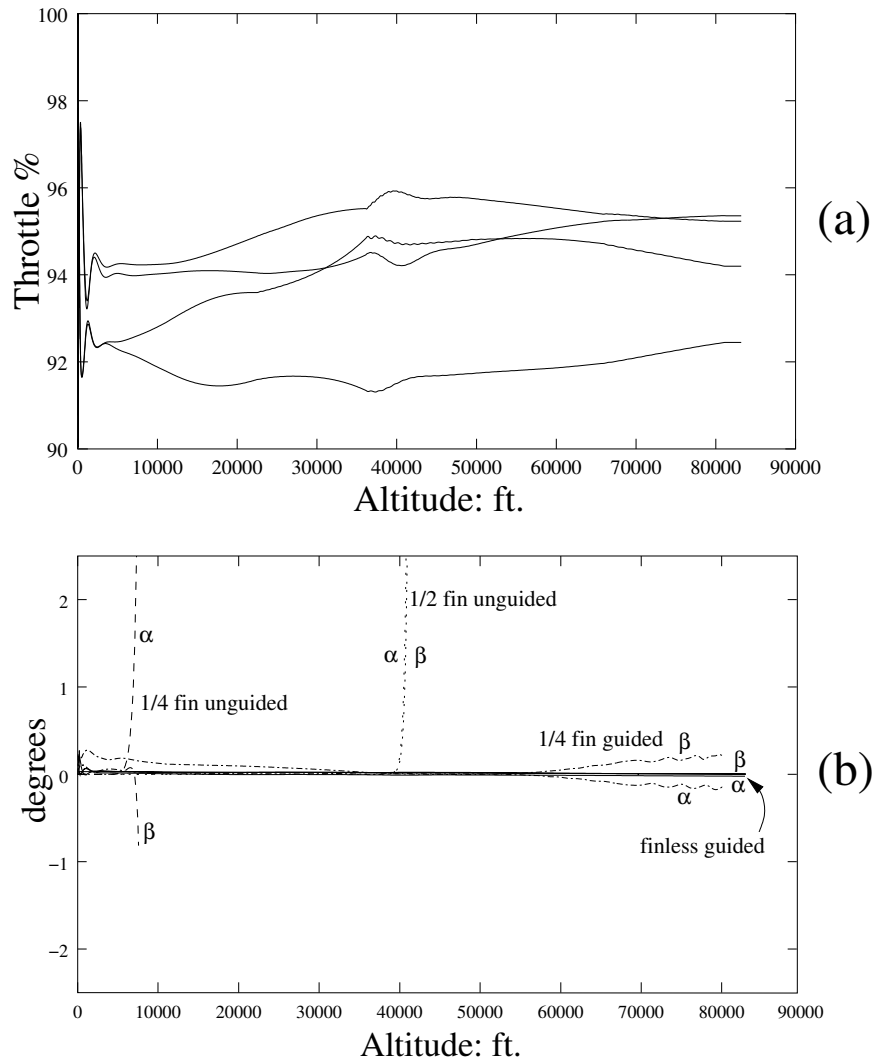 100
98
96
94
92
90
Throttle %
0 10000 20000 30000 40000 50000 60000 70000 80000 90000
Altitude: ft.
(a)
2
1
0
−1
−2
degrees
1/2 fin unguided
α
α β
1/4 fin unguided
1/4 fin guided
β
β
α
α
β
finless guided
0 10000 20000 30000 40000 50000 60000 70000 80000 90000
Altitude: ft.
(b)